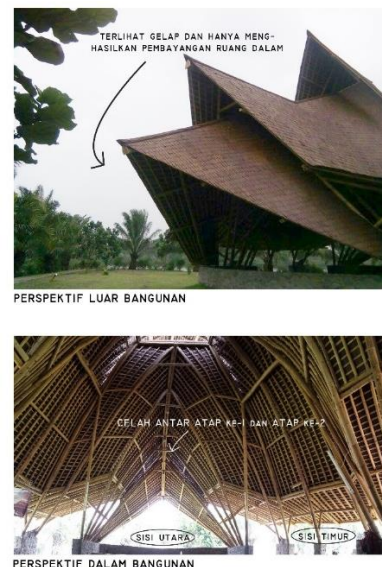 TERLIHAT GELAP DAN HANYA MENG-
HASILKAN PEMBAYANGAN RUANG DALAM
PERSPEKTIF LUAR BANGUNAN
CELAH ANTAR ATAP KE-1 DAN ATAP KE-2
SISI UTARA
SISI TIMUR
PERSPEKTIF DALAM BANGUNAN